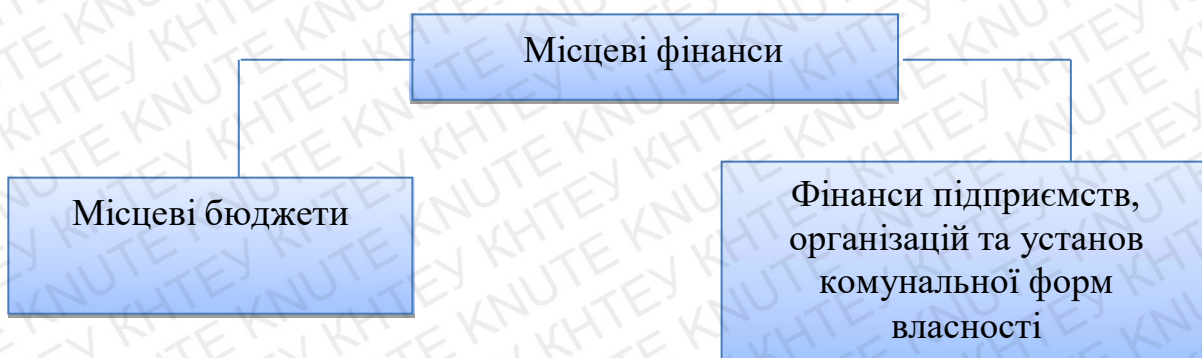 Місцеві фінанси
Місцеві бюджети
Фінанси підприємств,
організацій та установ
комунальної форм
власності